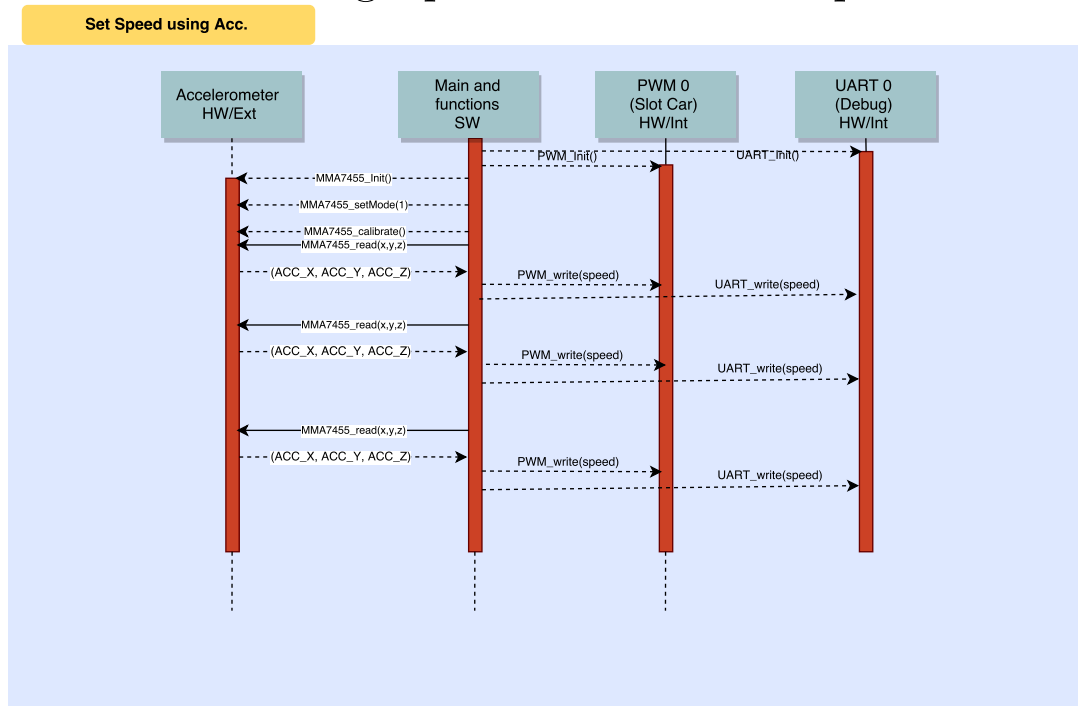 Set Speed using Acc.
Accelerometer
HW/Ext
Main and
functions
SW
PWM 0
(Slot Car)
HW/Int
UART 0
(Debug)
HW/Int
UART_Init()
PWM_Init()
MMA7455_Init()
MMA7455_setMode(1)
MMA7455_calibrate()
MMA7455_read(x,y,z)
(ACC_X, ACC_Y, ACC_Z)
PWM_write(speed)
UART_write(speed)
MMA7455_read(x,y,z)
(ACC_X, ACC_Y, ACC_Z)
PWM_write(speed)
UART_write(speed)
MMA7455_read(x,y,z)
(ACC_X, ACC_Y, ACC_Z)
PWM_write(speed)
UART_write(speed)